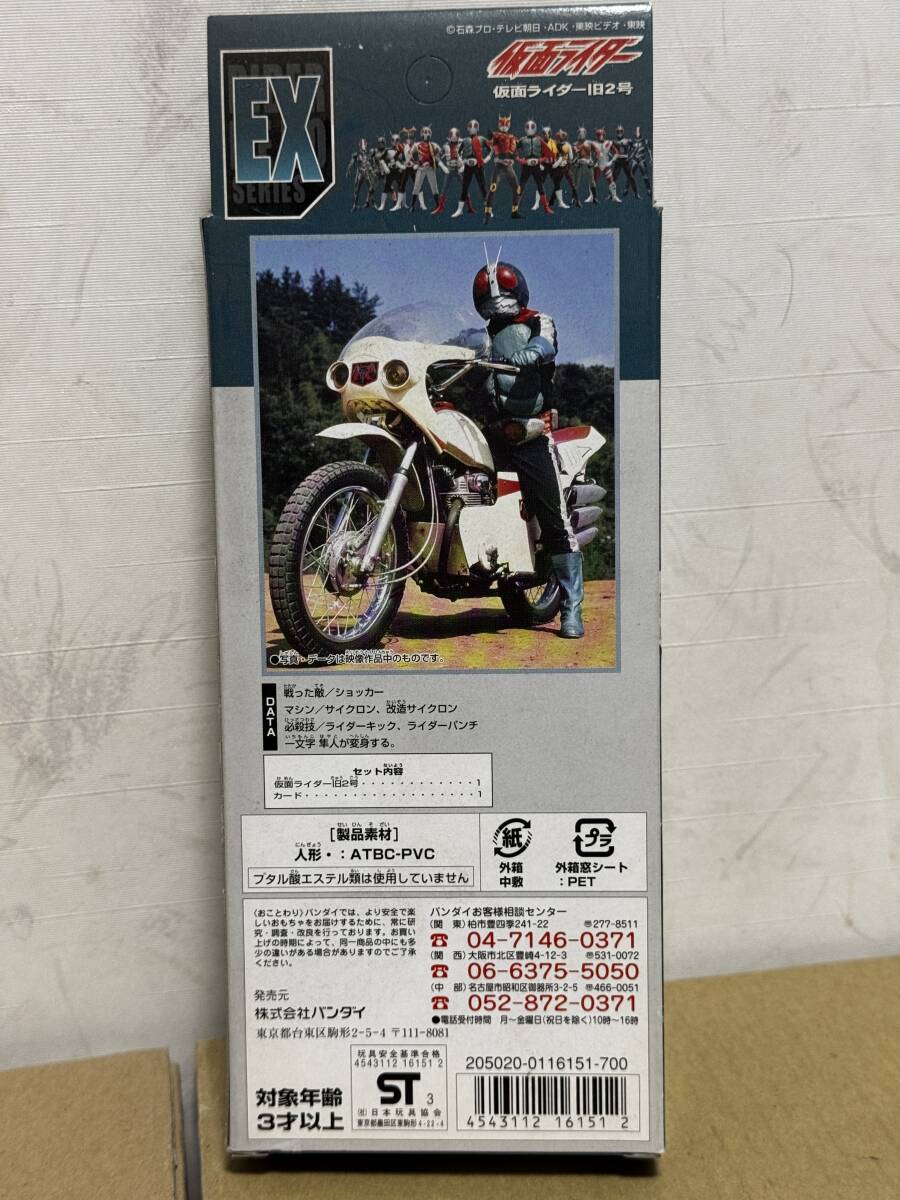 ©石森プロ・テレビ朝日・ADK・東映ビデオ・東映
仮面ライダー
仮面ライダー旧2号
RIDER HERO
EX
SERIES
●写真・データは映像作品中のものです。
DATA
戦った敵／ショッカー
マシン／サイクロン、改造サイクロン
必殺技／ライダーキック、ライダーパンチ
一文字 隼人が変身する。
セット内容
仮面ライダー旧2号・・・・・・・・・・・・1
カード・・・・・・・・・・・・・・・・・・1
［製品素材］
人形・：ATBC-PVC
フタル酸エステル類は使用していません
紙
外箱
中敷
プラ
外箱窓シート
：PET
（おことわり）バンダイでは、より安全で楽
しいおもちゃをお届けするために、常に研
究・調査・改良を行っております。お買い
上げの時期によって、同一商品の中にも多
少の違いがある場合がありますのでご了承
ください。
発売元
株式会社バンダイ
東京都台東区駒形2-5-4 〒111-8081
バンダイお客様相談センター
（関 東）柏市豊四季241-22 〒277-8511
☎ 04-7146-0371
（関 西）大阪市北区豊崎4-12-3 〒531-0072
☎ 06-6375-5050
（中 部）名古屋市昭和区御器所3-2-5 〒466-0051
☎ 052-872-0371
●電話受付時間 月〜金曜日(祝日を除く)10時〜16時
対象年齢
3才以上
玩具安全基準合格
4543112 16151 2
ST 3
㈳日本玩具協会
東京都墨田区東駒形4-22-4
205020-0116151-700
4543112 161512